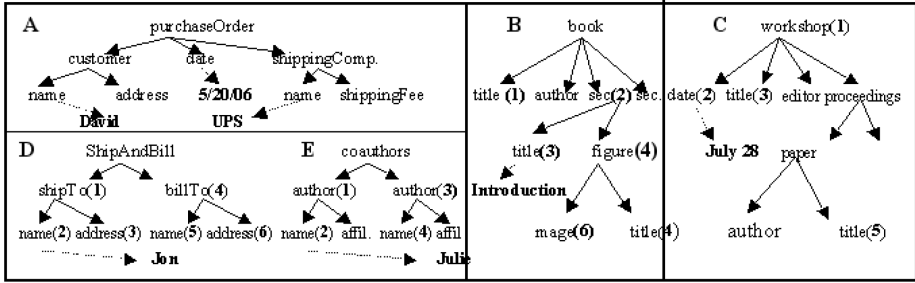 A
purchaseOrder
customer date shippingComp.
name address 5/20/06 name shippingFee
David UPS
B
book
title (1) author sec(2) sec.
title(3) figure(4)
Introduction
mage(6) title(4)
C
workshop(1)
date(2) title(3) editor proceedings
July 28 paper
author title(5)
D
ShipAndBill
shipTo(1) billTo(4)
name(2) address(3) name(5) address(6)
Jon
E
coauthors
author(1) author(3)
name(2) affil. name(4) affil
Julie